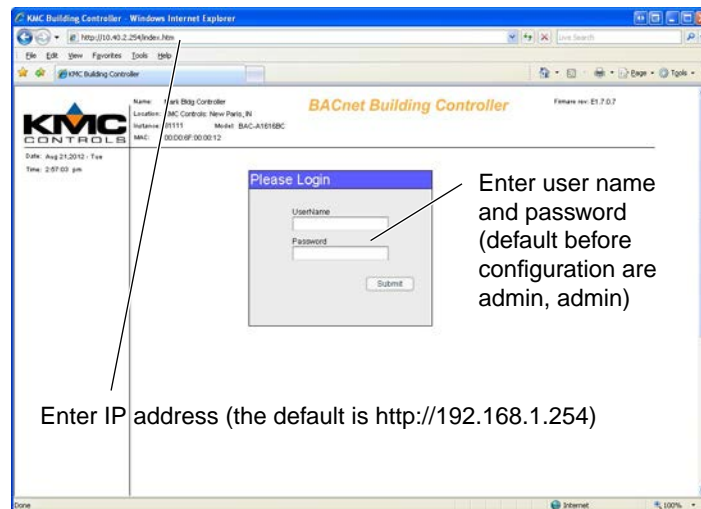 KMC Building Controller - Windows Internet Explorer
http://10.40.2.254/index.htm
Live Search
File Edit View Favorites Tools Help
KMC Building Controller
Page Tools
KMC
CONTROLS
Name: Mark Bldg Controller
Location: KMC Controls: New Paris, IN
Instance: 01111 Model: BAC-A1616BC
MAC: 00:D0:6F:00:00:12
BACnet Building Controller
Firmare rev: E1.7.0.7
Date: Aug 21,2012 - Tue
Time: 2:57:03 pm
Please Login
UserName
Password
Submit
Enter user name
and password
(default before
configuration are
admin, admin)
Enter IP address (the default is http://192.168.1.254)
Done
Internet
100%